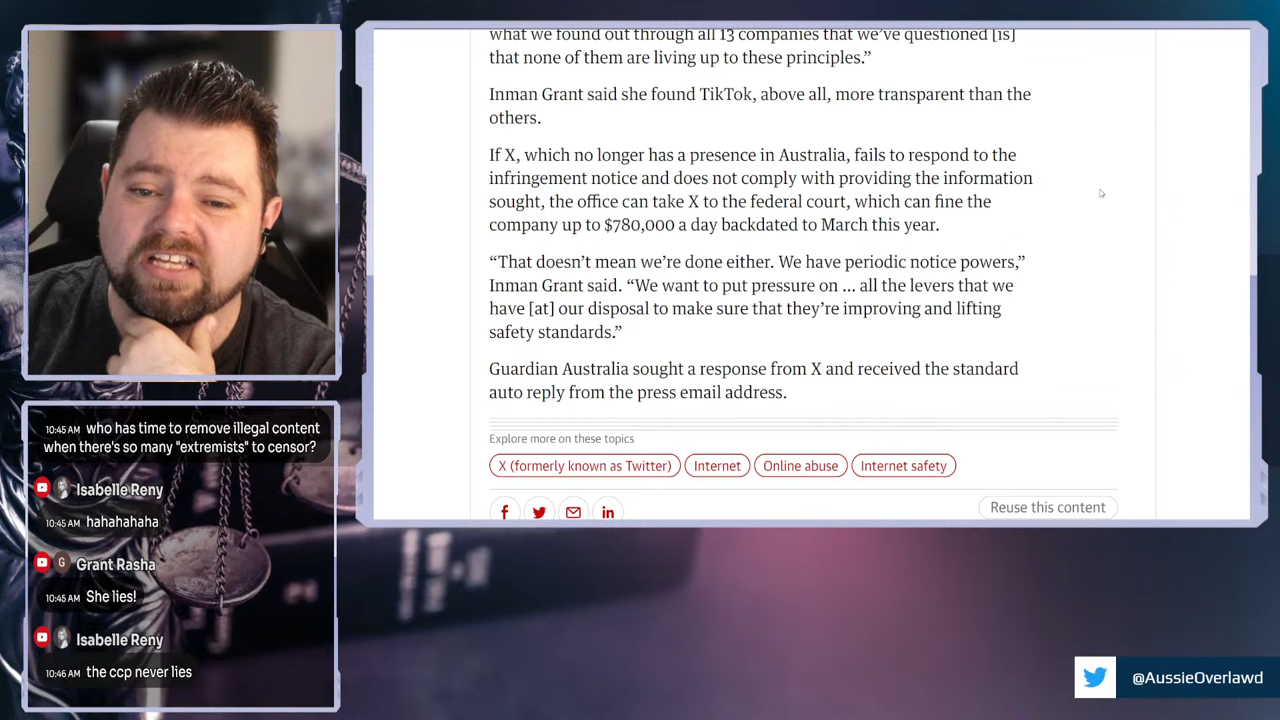 what we found out through all 13 companies that we've questioned [is]
that none of them are living up to these principles.”
Inman Grant said she found TikTok, above all, more transparent than the
others.
If X, which no longer has a presence in Australia, fails to respond to the
infringement notice and does not comply with providing the information
sought, the office can take X to the federal court, which can fine the
company up to $780,000 a day backdated to March this year.
“That doesn't mean we're done either. We have periodic notice powers,”
Inman Grant said. “We want to put pressure on ... all the levers that we
have [at] our disposal to make sure that they're improving and lifting
safety standards.”
Guardian Australia sought a response from X and received the standard
auto reply from the press email address.
Explore more on these topics
X (formerly known as Twitter) Internet Online abuse Internet safety
Reuse this content
10:45 AM who has time to remove illegal content
when there's so many "extremists" to censor?
Isabelle Reny
10:45 AM hahahahaha
G Grant Rasha
10:45 AM She lies!
Isabelle Reny
10:46 AM the ccp never lies
@AussieOverlawd